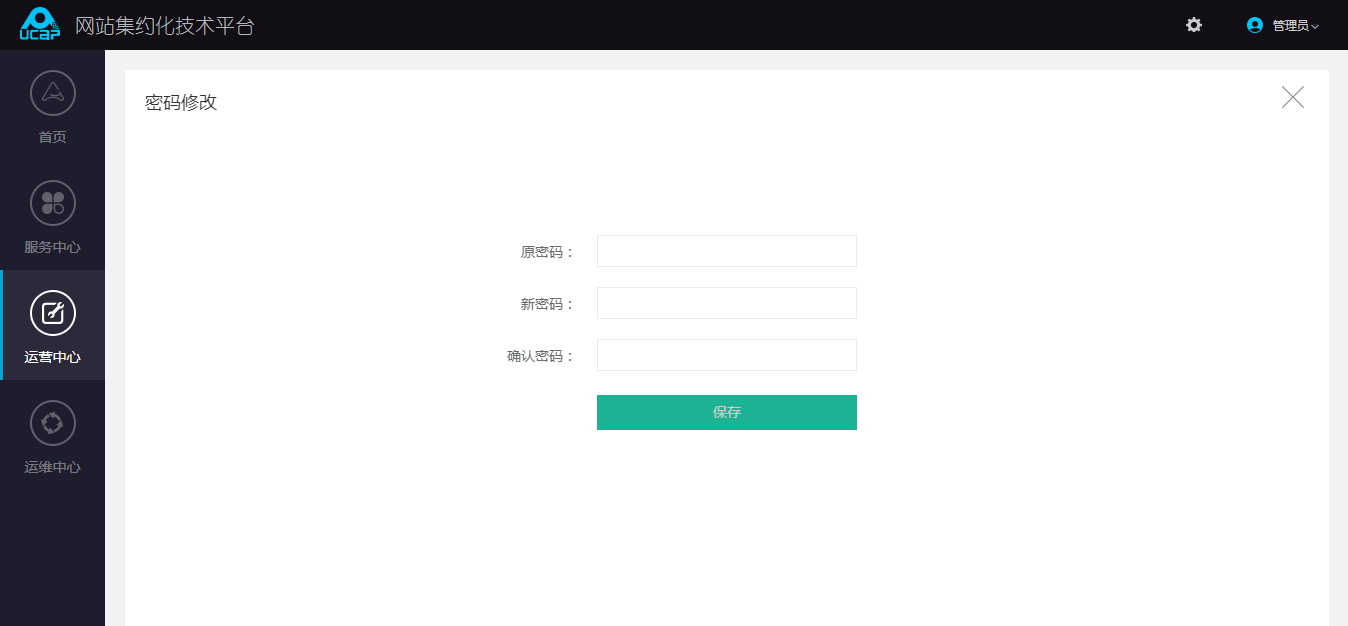 UCAP
网站集约化技术平台
管理员
首页
服务中心
运营中心
运维中心
密码修改
原密码：
新密码：
确认密码：
保存